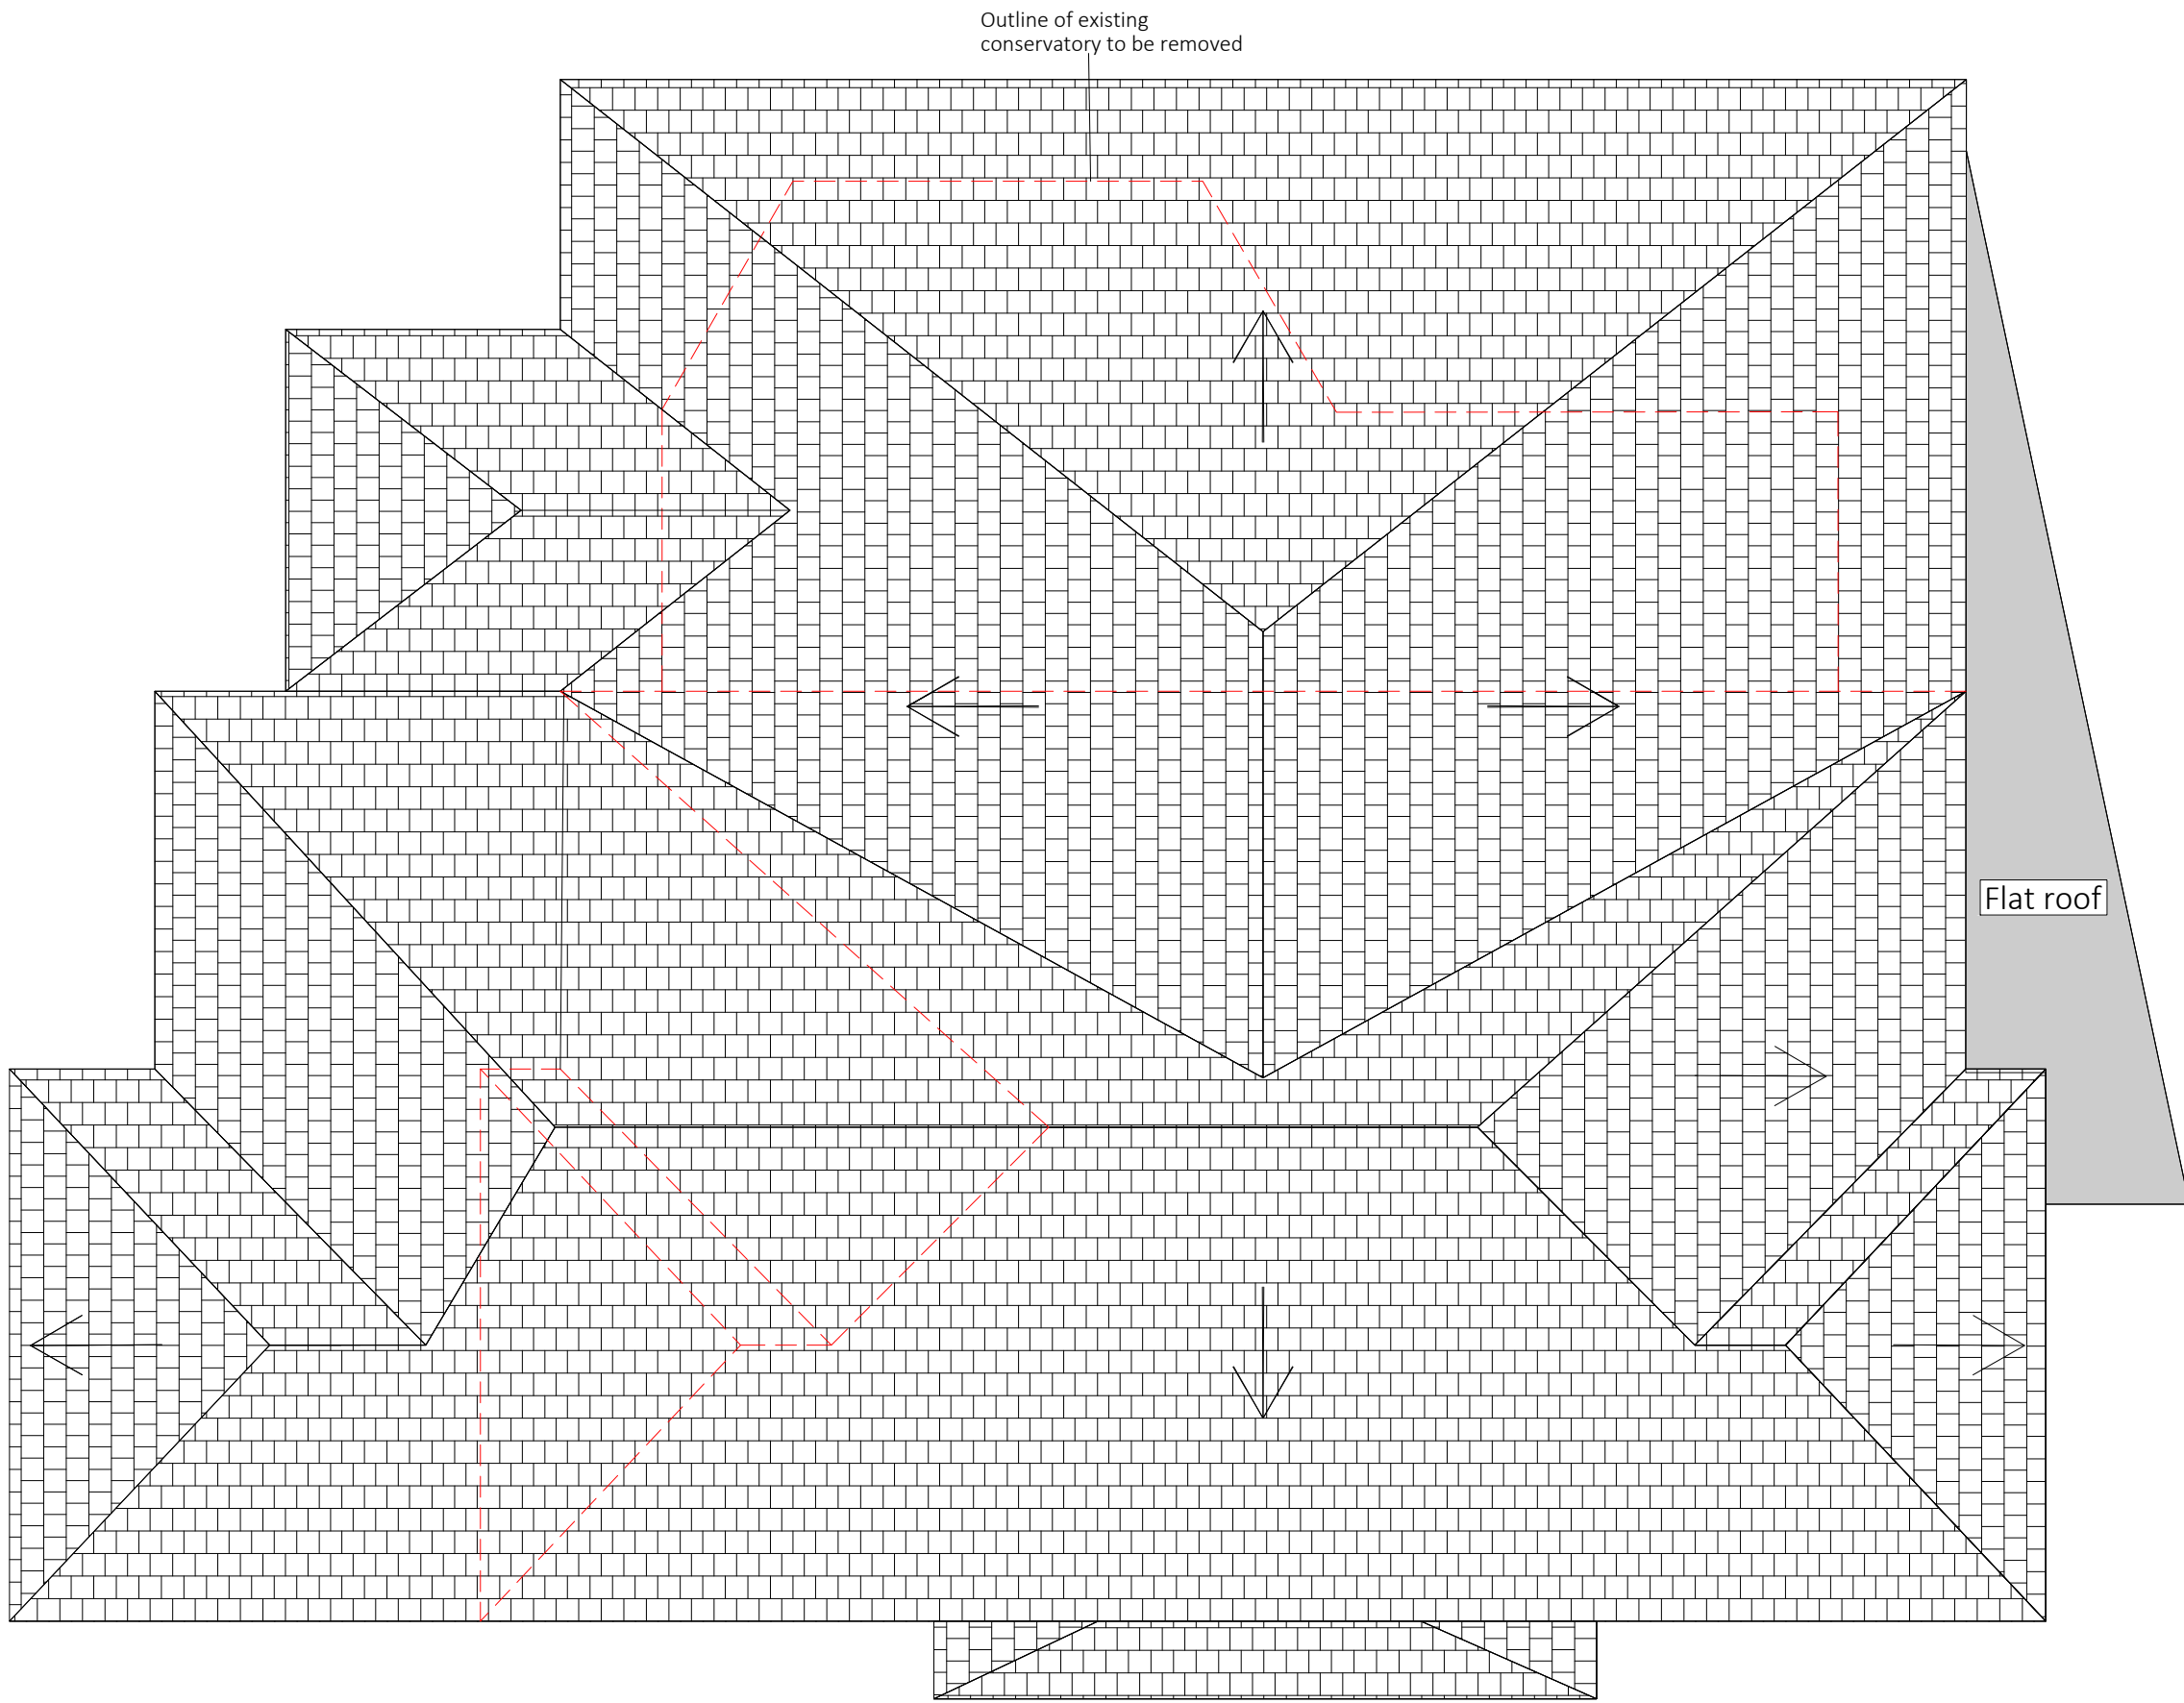 Outline of existing
conservatory to be removed
Flat roof